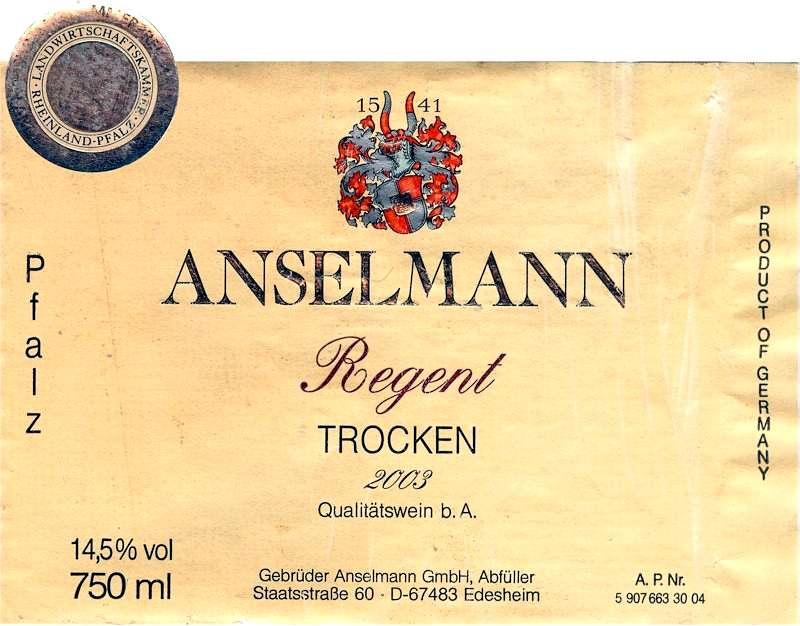 LANDWIRTSCHAFTSKAMMER
RHEINLAND-PFALZ
15 41
ANSELMANN
Regent
TROCKEN
2003
Qualitätswein b. A.
Pfalz
PRODUCT OF GERMANY
14,5% vol
750 ml
Gebrüder Anselmann GmbH, Abfüller
Staatsstraße 60 - D-67483 Edesheim
A. P. Nr.
5 907 663 30 04